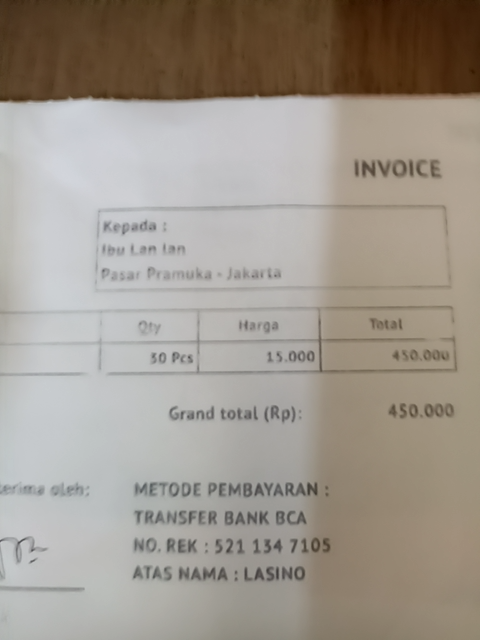 INVOICE
Kepada :
Ibu Lan lan
Pasar Pramuka - Jakarta
Qty Harga Total
30 Pcs 15.000 450.000
Grand total (Rp): 450.000
terima oleh:
METODE PEMBAYARAN :
TRANSFER BANK BCA
NO. REK : 521 134 7105
ATAS NAMA : LASINO